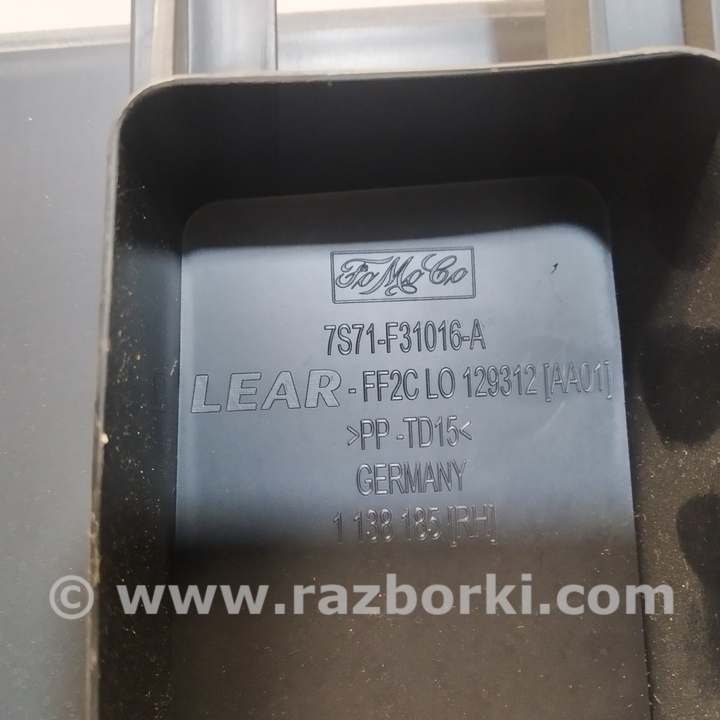 FoMoCo
7S71-F31016-A
LEAR - FF2C LO 129312 [AA01]
>PP -TD15<
GERMANY
1 138 185 [RH]
© www.razborki.com